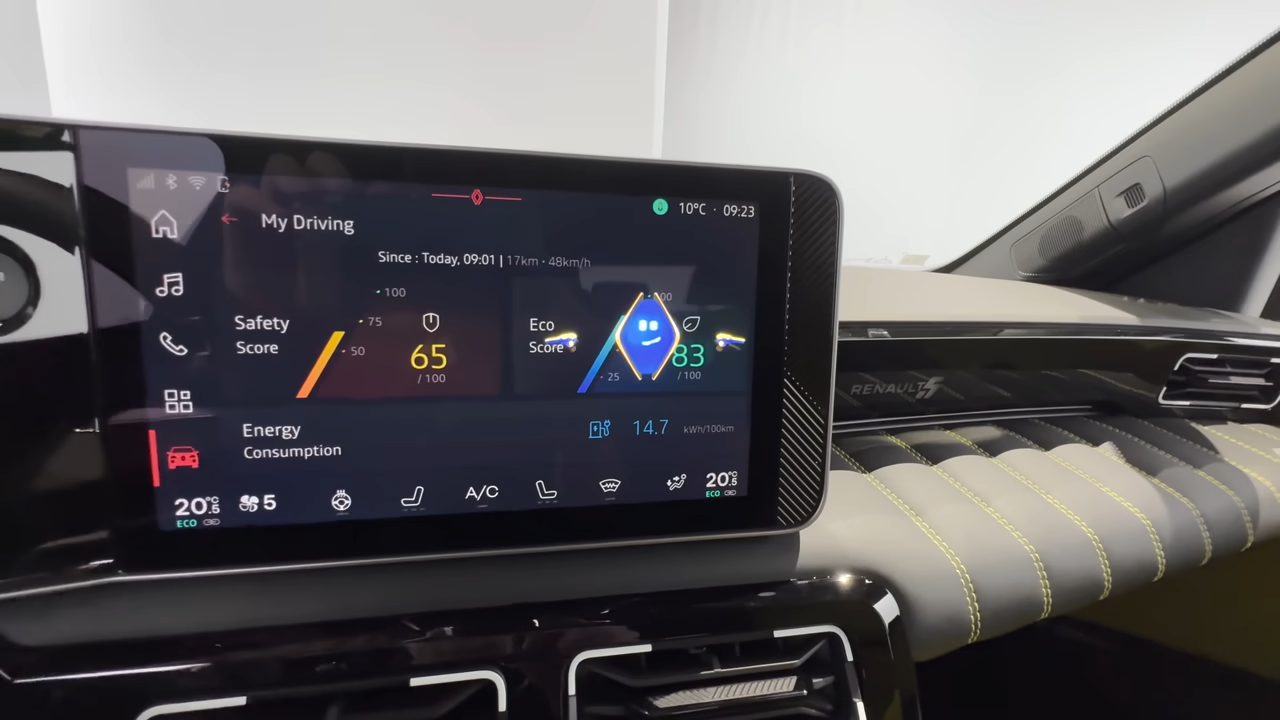 10°C · 09:23
My Driving
Since : Today, 09:01 | 17km · 48km/h
Safety
Score
100
75
50
65
/ 100
Eco
Score
100
25
83
/ 100
Energy
Consumption
14.7 kWh/100km
20.5°C
ECO
5
A/C
20.5°C
ECO
RENAULT 5